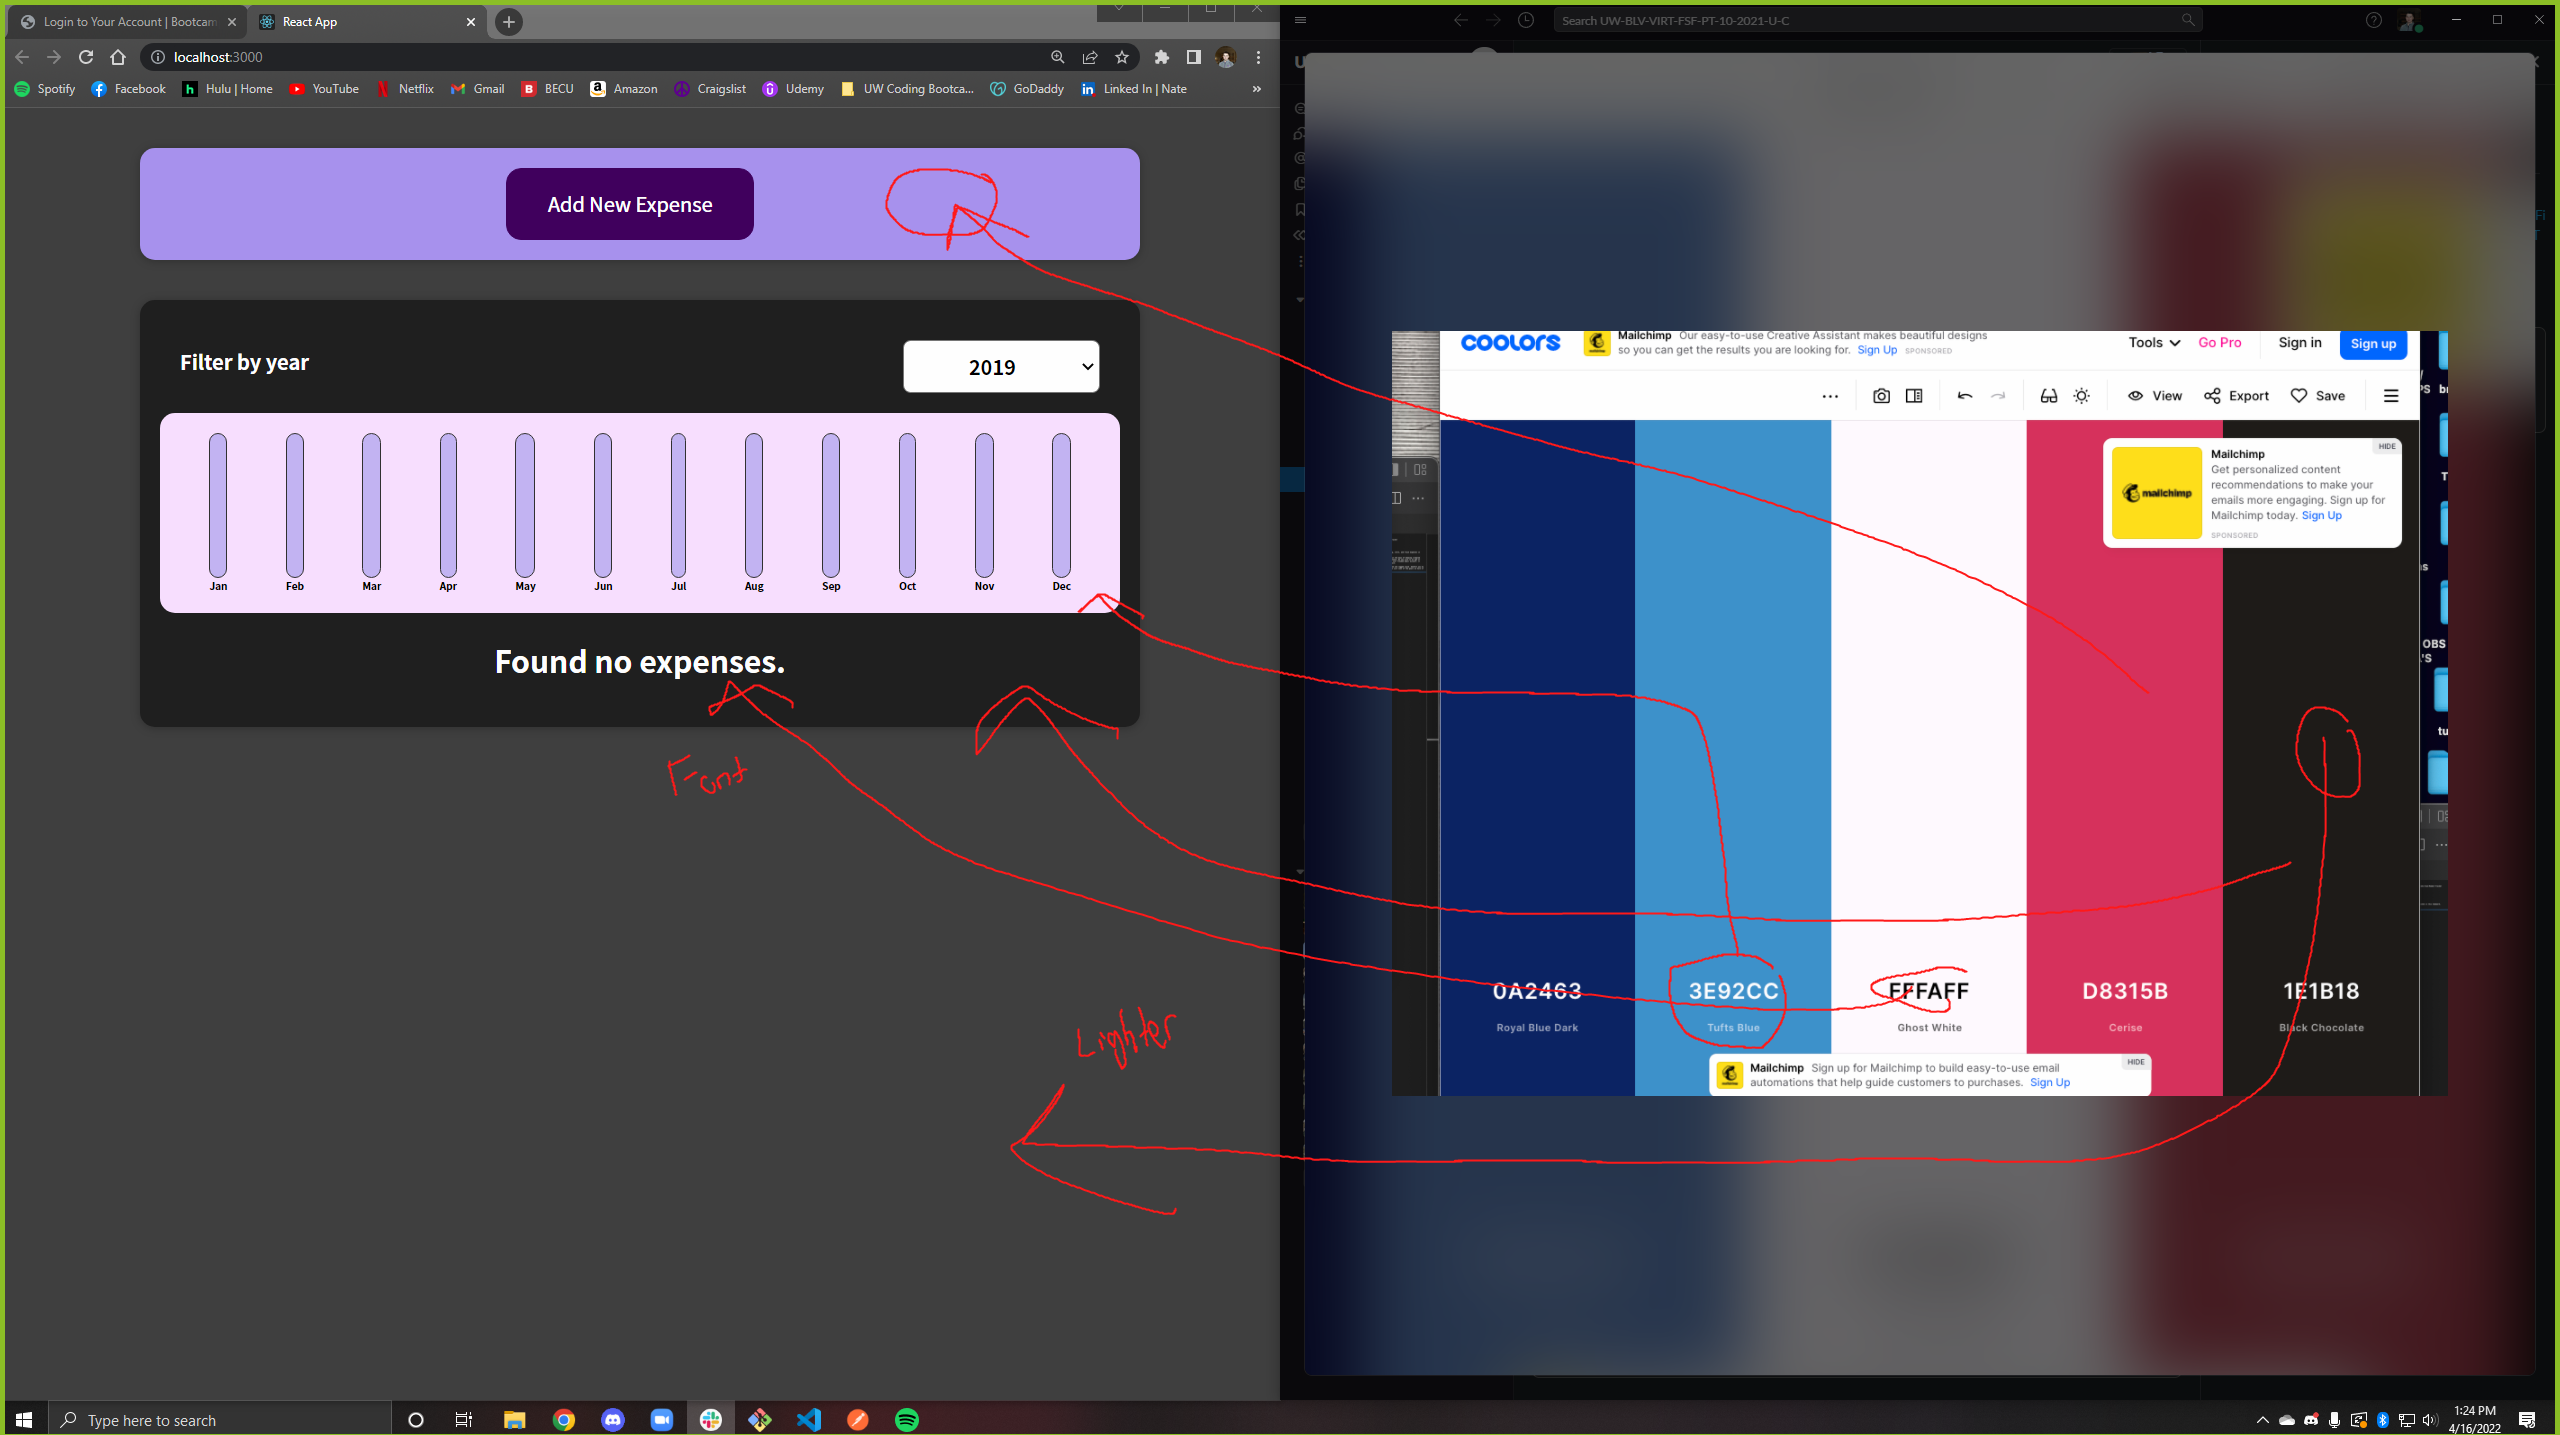 Login to Your Account | Bootcam
React App
localhost:3000
Search UW-BLV-VIRT-FSF-PT-10-2021-U-C
Spotify
Facebook
Hulu | Home
YouTube
Netflix
Gmail
BECU
Amazon
Craigslist
Udemy
UW Coding Bootca...
GoDaddy
Linked In | Nate
»
Add New Expense
Filter by year
2019
Jan Feb Mar Apr May Jun Jul Aug Sep Oct Nov Dec
Found no expenses.
Font
Lighter
coolors
Mailchimp Our easy-to-use Creative Assistant makes beautiful designs
so you can get the results you are looking for. Sign Up SPONSORED
Tools
Go Pro
Sign in
Sign up
View
Export
Save
HIDE
mailchimp
Mailchimp
Get personalized content
recommendations to make your
emails more engaging. Sign up for
Mailchimp today. Sign Up
SPONSORED
OBS
0A2463
Royal Blue Dark
3E92CC
Tufts Blue
FFFAFF
Ghost White
D8315B
Cerise
1E1B18
Black Chocolate
HIDE
Mailchimp Sign up for Mailchimp to build easy-to-use email
automations that help guide customers to purchases. Sign Up
Type here to search
1:24 PM
4/16/2022